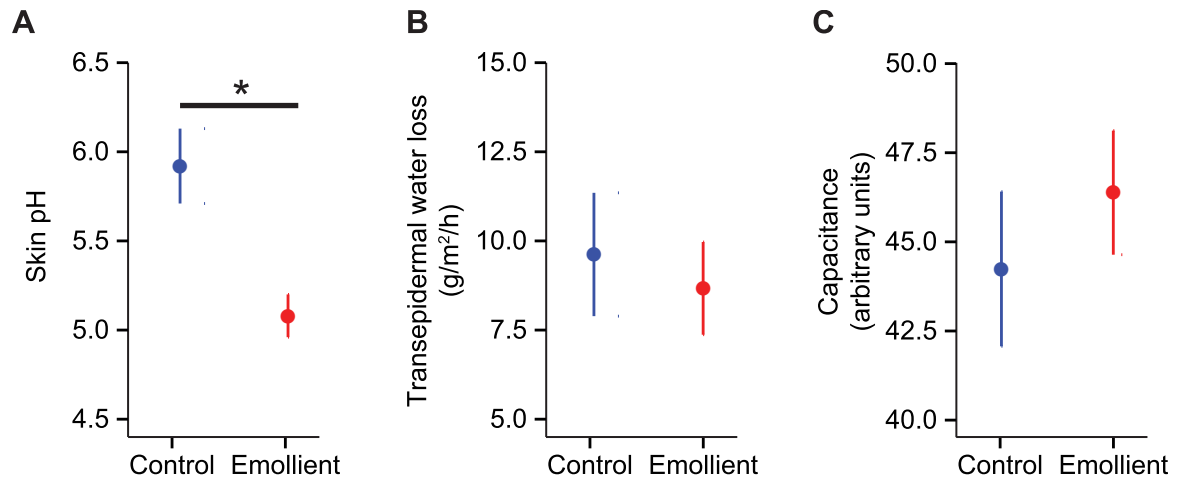 A
Skin pH
6.5
6.0
5.5
5.0
4.5
*
Control Emollient
B
Transepidermal water loss
(g/m²/h)
15.0
12.5
10.0
7.5
5.0
Control Emollient
C
Capacitance
(arbitrary units)
50.0
47.5
45.0
42.5
40.0
Control Emollient